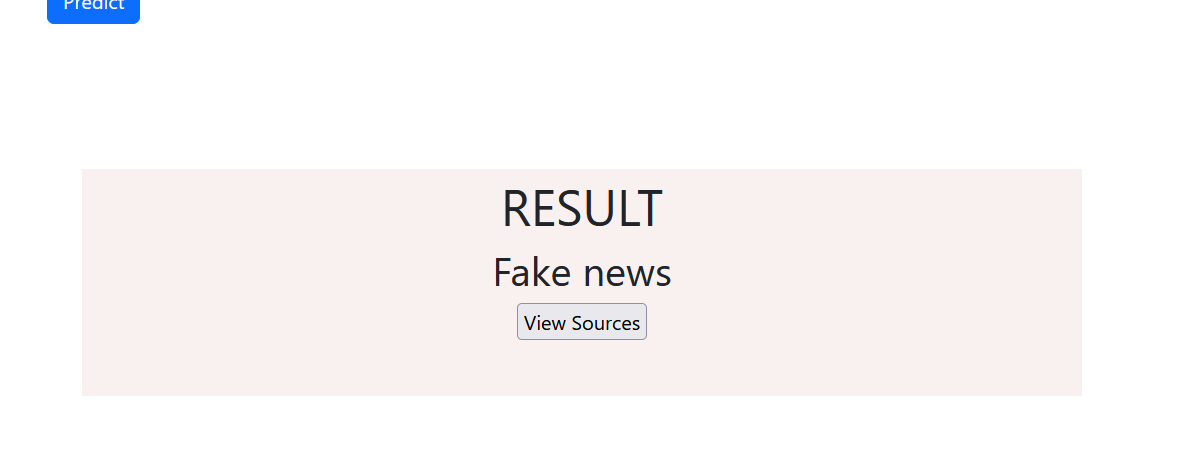 Predict
RESULT
Fake news
View Sources